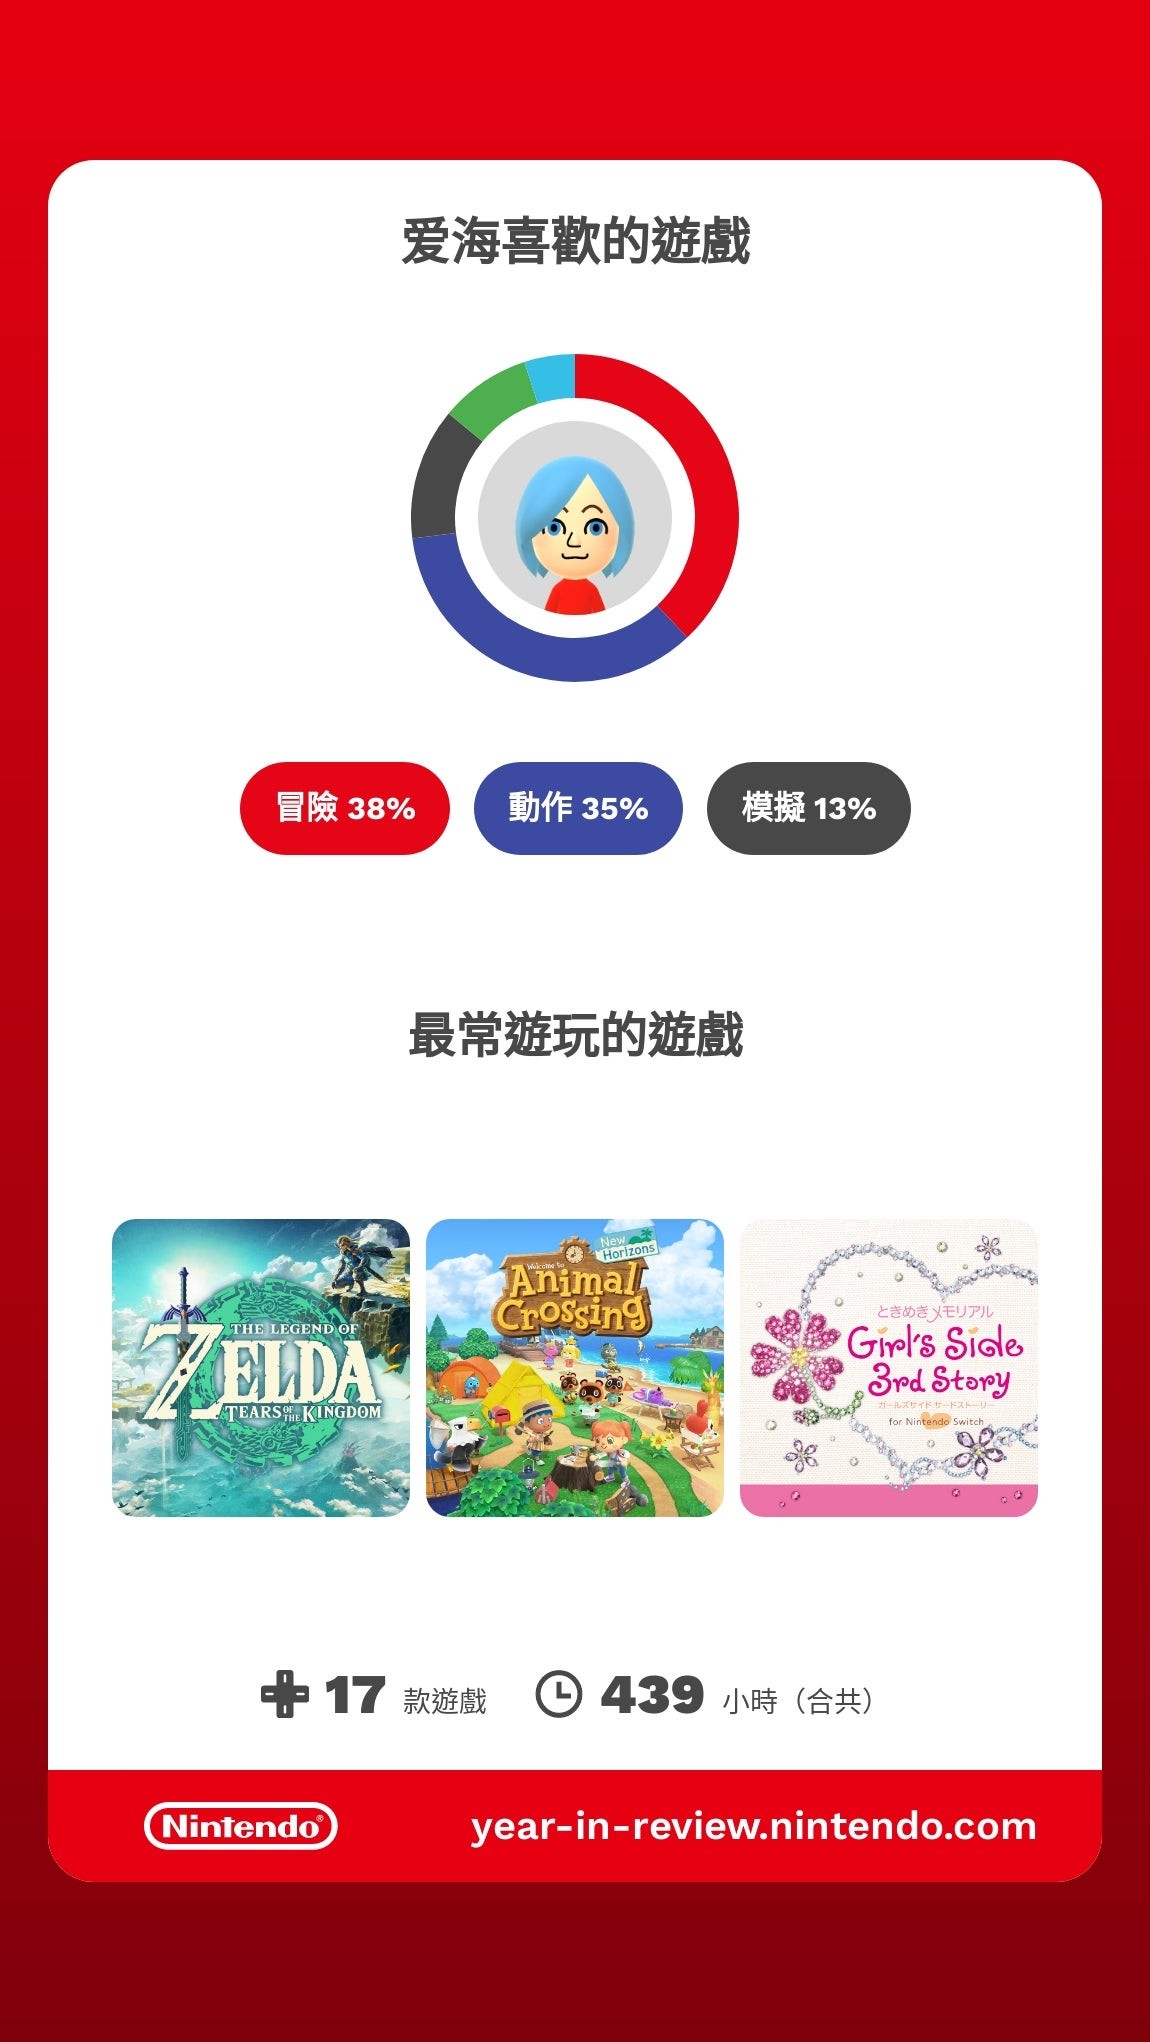 爱海喜歡的遊戲
冒險 38%
動作 35%
模擬 13%
最常遊玩的遊戲
THE LEGEND OF
ZELDA
TEARS OF THE KINGDOM
New
Horizons
Welcome to
Animal
Crossing
ときめきメモリアル
Girl's Side
3rd Story
ガールズサイド サードストーリー
for Nintendo Switch
17 款遊戲
439 小時（合共）
Nintendo®
year-in-review.nintendo.com